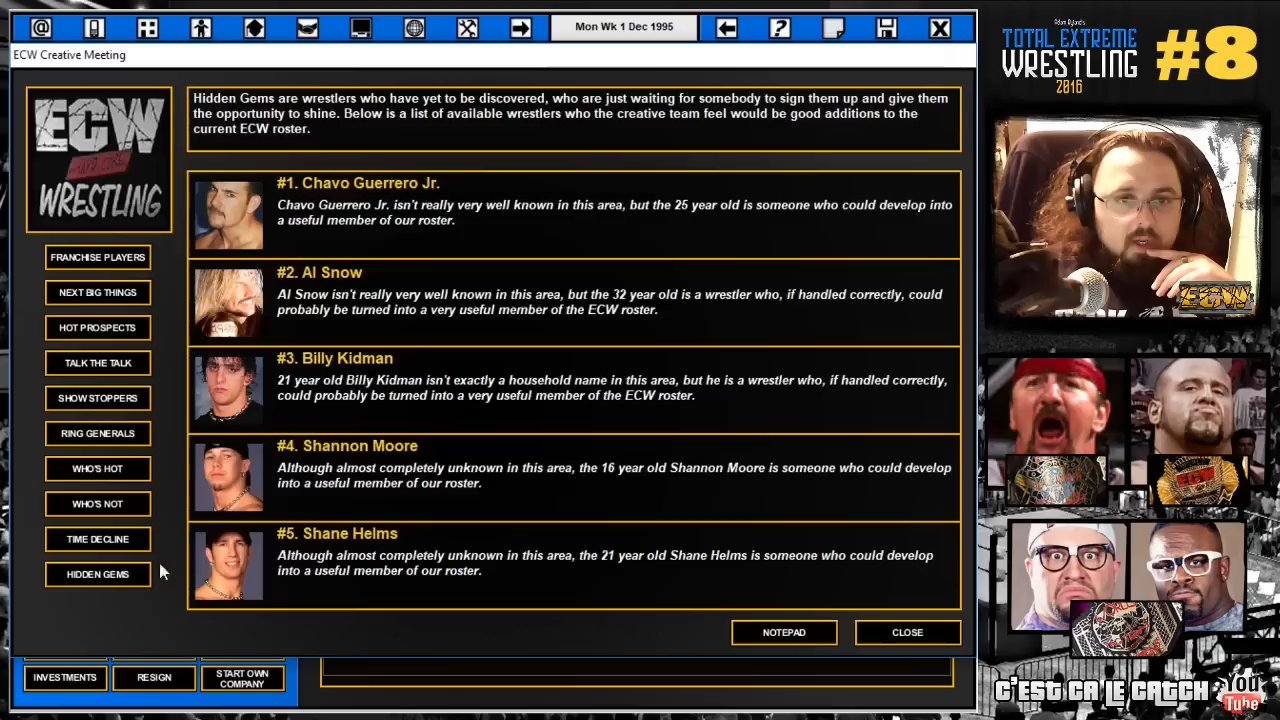 Mon Wk 1 Dec 1995
ECW Creative Meeting
ECW
WRESTLING
Hidden Gems are wrestlers who have yet to be discovered, who are just waiting for somebody to sign them up and give them
the opportunity to shine. Below is a list of available wrestlers who the creative team feel would be good additions to the
current ECW roster.
FRANCHISE PLAYERS
NEXT BIG THINGS
HOT PROSPECTS
TALK THE TALK
SHOW STOPPERS
RING GENERALS
WHO'S HOT
WHO'S NOT
TIME DECLINE
HIDDEN GEMS
#1. Chavo Guerrero Jr.
Chavo Guerrero Jr. isn't really very well known in this area, but the 25 year old is someone who could develop into
a useful member of our roster.
#2. Al Snow
Al Snow isn't really very well known in this area, but the 32 year old is a wrestler who, if handled correctly, could
probably be turned into a very useful member of the ECW roster.
#3. Billy Kidman
21 year old Billy Kidman isn't exactly a household name in this area, but he is a wrestler who, if handled correctly,
could probably be turned into a very useful member of the ECW roster.
#4. Shannon Moore
Although almost completely unknown in this area, the 16 year old Shannon Moore is someone who could develop
into a useful member of our roster.
#5. Shane Helms
Although almost completely unknown in this area, the 21 year old Shane Helms is someone who could develop
into a useful member of our roster.
NOTEPAD
CLOSE
INVESTMENTS
RESIGN
START OWN
COMPANY
Adam Ryland's
TOTAL EXTREME
WRESTLING
2016
#8
ECW
ECW
C'EST CA LE CATCH
You
Tube